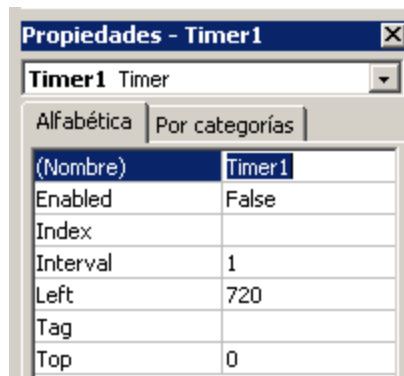 Propiedades - Timer1
Timer1 Timer
Alfabética Por categorías
(Nombre) Timer1
Enabled False
Index
Interval 1
Left 720
Tag
Top 0